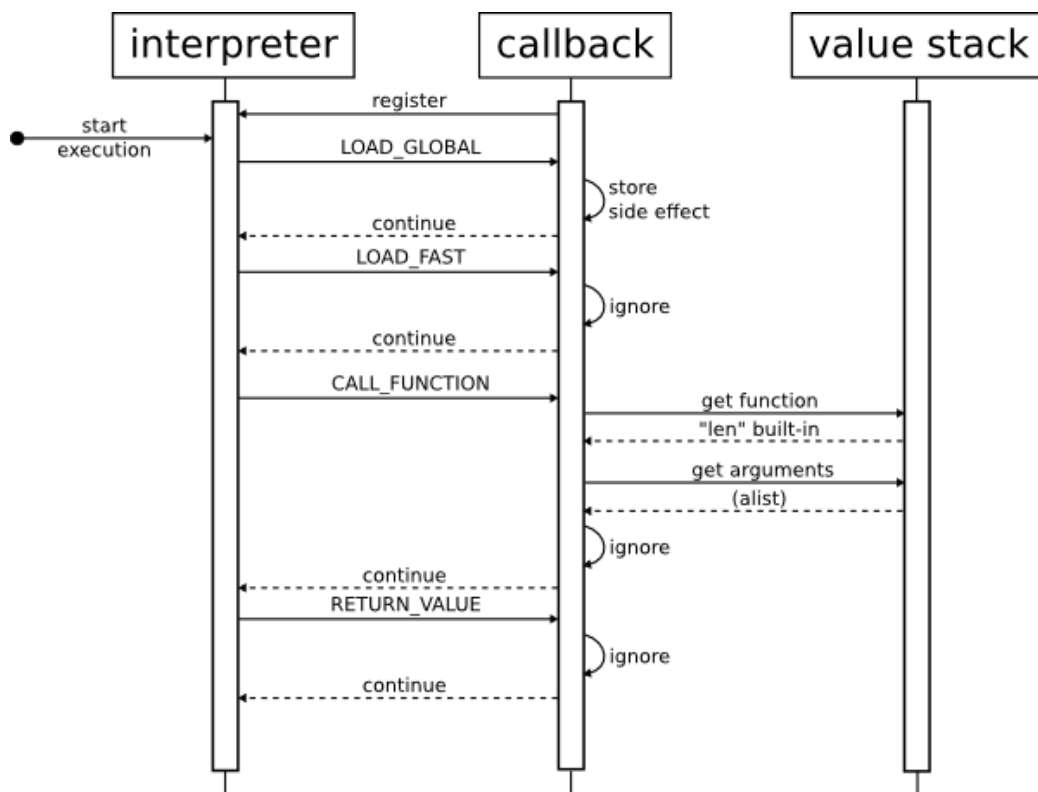 interpreter
callback
value stack
register
start
execution
LOAD_GLOBAL
store
side effect
continue
LOAD_FAST
ignore
continue
CALL_FUNCTION
get function
"len" built-in
get arguments
(alist)
ignore
continue
RETURN_VALUE
ignore
continue